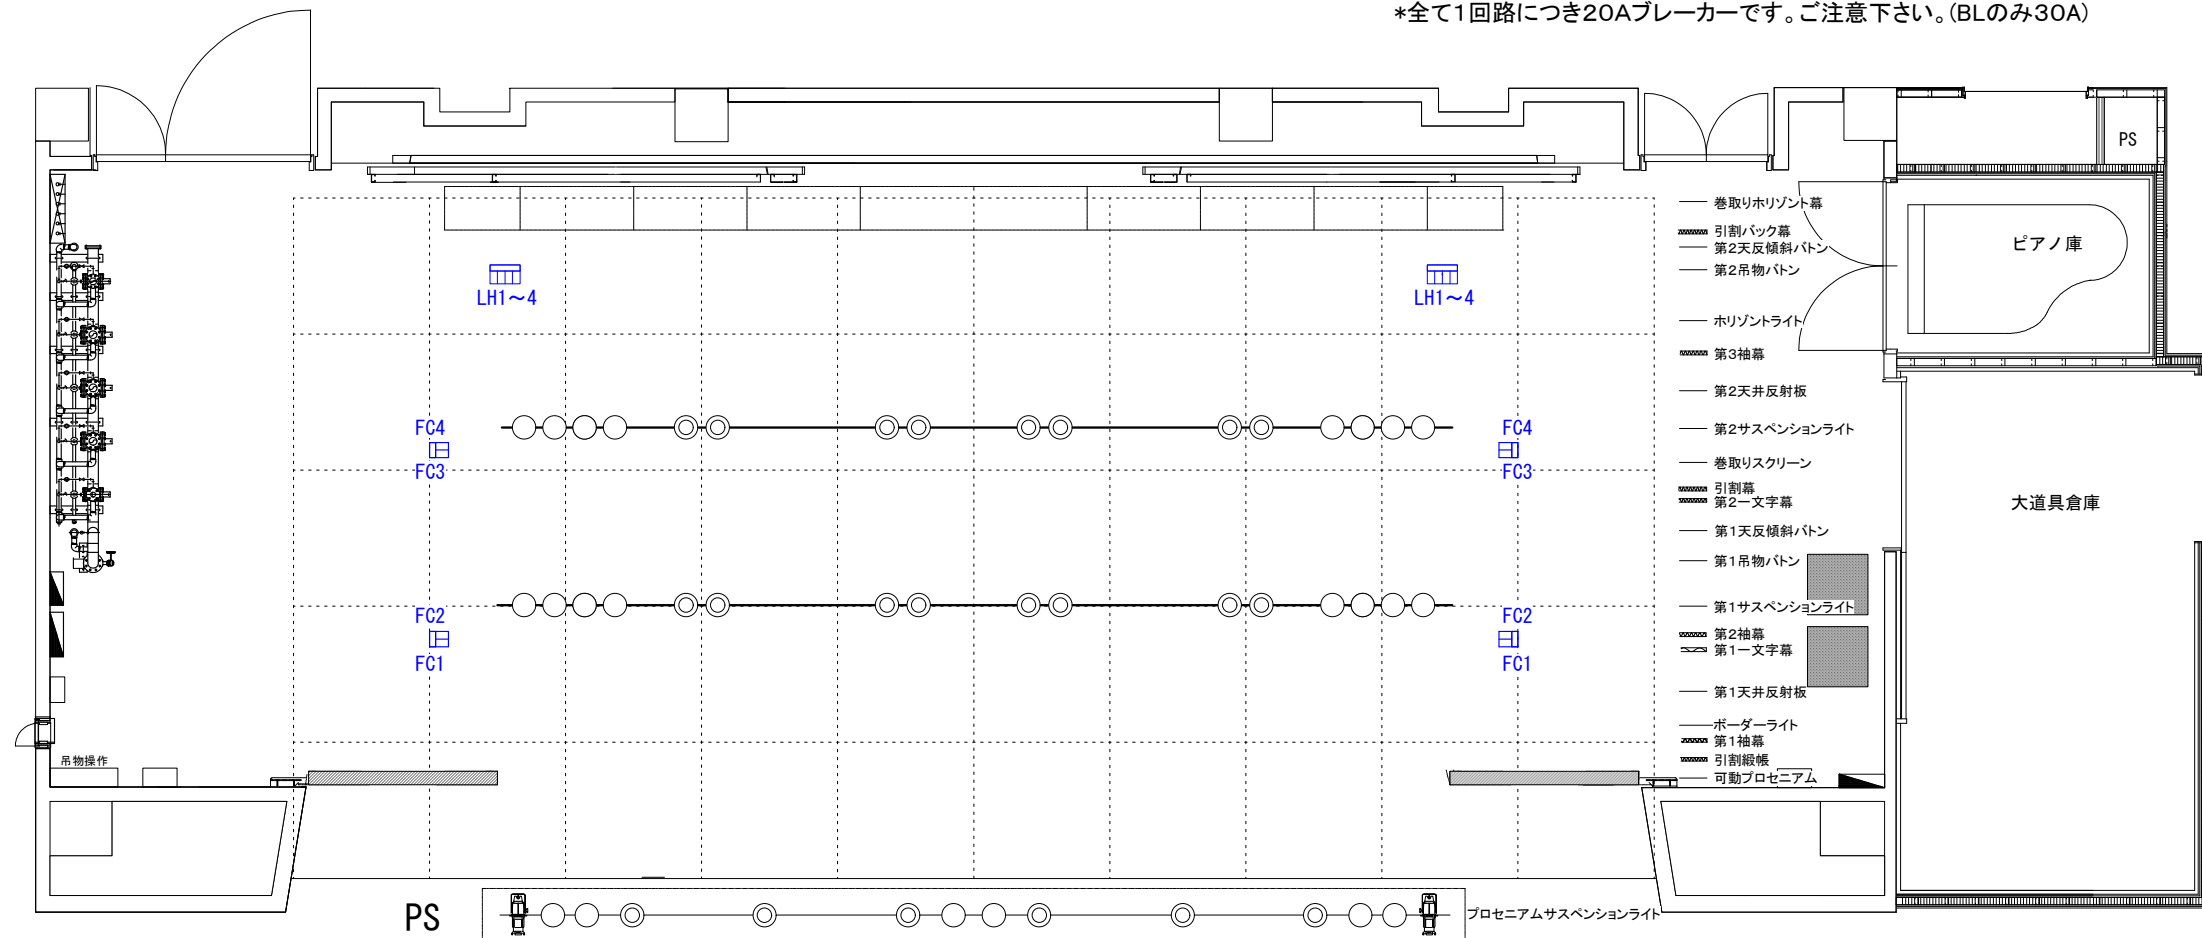 *全て1回路につき20Aブレーカーです。ご注意下さい。(BLのみ30A)
PS
巻取りホリゾント幕
引割バック幕
第2天反傾斜バトン
第2吊物バトン
ピアノ庫
LH1～4
LH1～4
ホリゾントライト
第3袖幕
第2天井反射板
FC4
FC4
第2サスペンションライト
FC3
FC3
巻取りスクリーン
引割幕
第2一文字幕
大道具倉庫
第1天反傾斜バトン
第1吊物バトン
第1サスペンションライト
FC2
FC2
第2袖幕
第1一文字幕
FC1
FC1
第1天井反射板
ボーダーライト
第1袖幕
引割緞帳
吊物操作
可動プロセニアム
PS
プロセニアムサスペンションライト